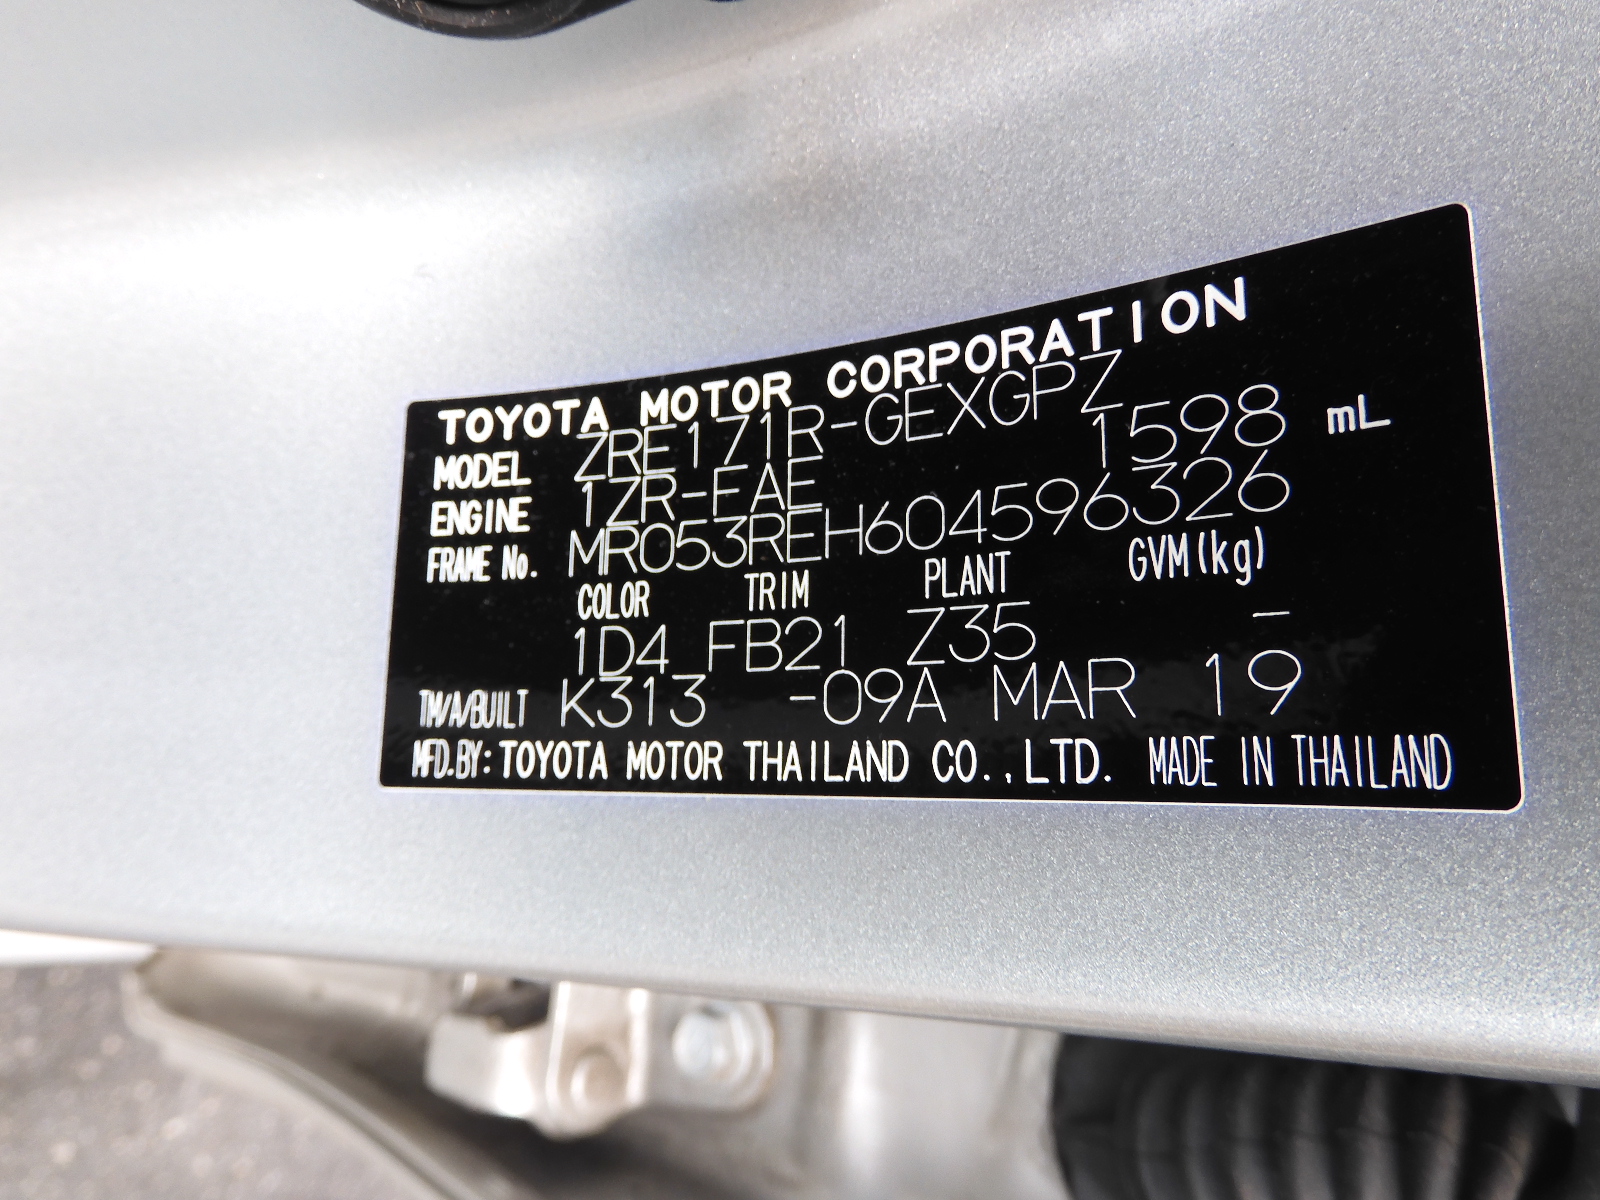 TOYOTA MOTOR CORPORATION
MODEL ZRE171R-GEXGPZ
ENGINE 1ZR-FAE 1598 mL
FRAME No. MR053REH604596326
COLOR TRIM PLANT GVM(kg)
1D4 FB21 Z35 -
TM/A/BUILT K313 -09A MAR 19
MFD.BY: TOYOTA MOTOR THAILAND CO.,LTD. MADE IN THAILAND